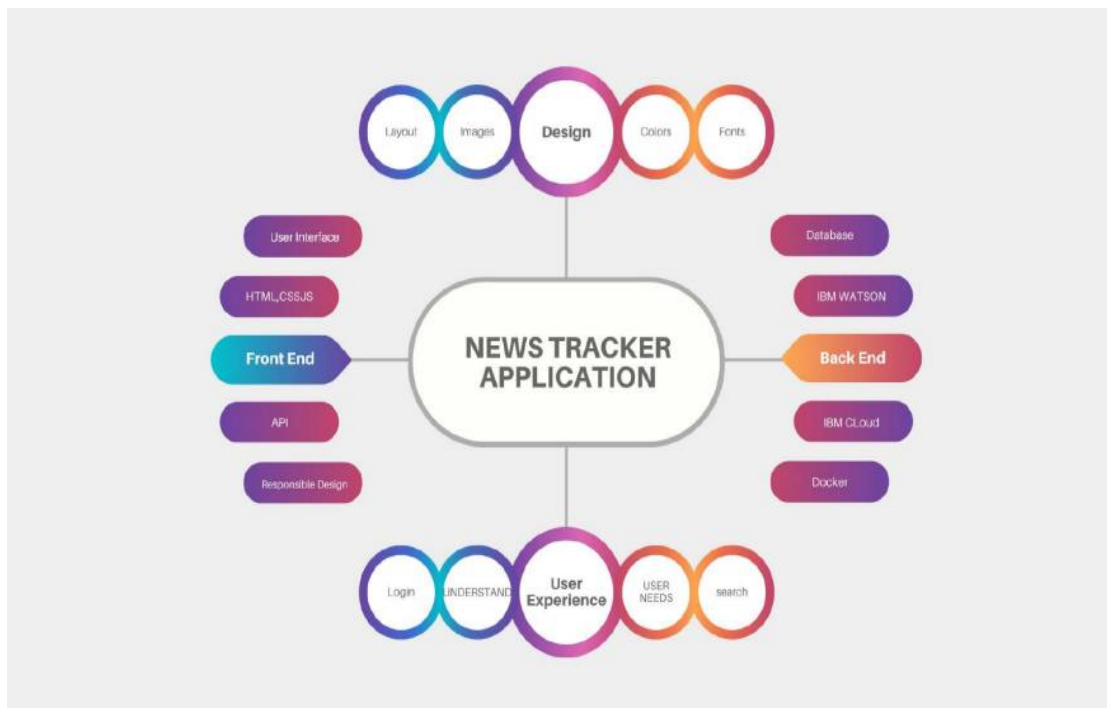 Layout
Images
Design
Colors
Fonts
User Interface
HTML,CSSJS
Front End
API
Responsible Design
NEWS TRACKER
APPLICATION
Database
IBM WATSON
Back End
IBM CLoud
Docker
Login
UNDERSTAND
User
Experience
USER
NEEDS
search